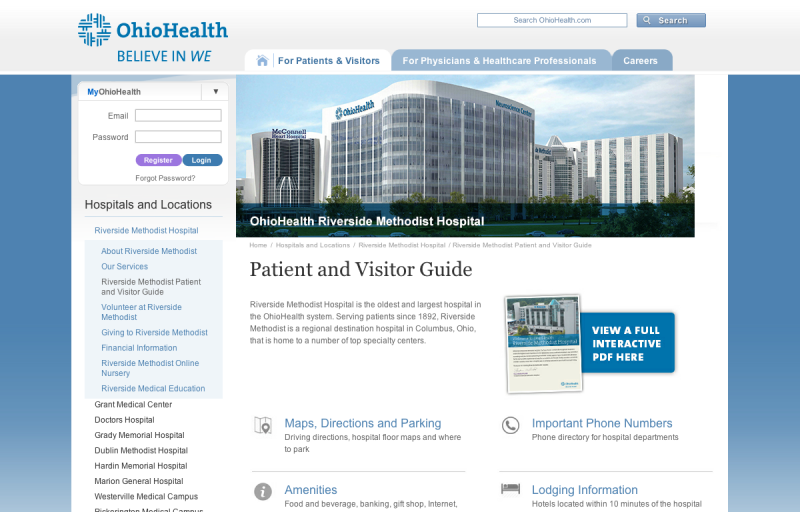 OhioHealth
BELIEVE IN WE
Search OhioHealth.com
Search
For Patients & Visitors
For Physicians & Healthcare Professionals
Careers
MyOhioHealth
▼
Email
Password
Register
Login
Forgot Password?
Hospitals and Locations
Riverside Methodist Hospital
About Riverside Methodist
Our Services
Riverside Methodist Patient
and Visitor Guide
Volunteer at Riverside
Methodist
Giving to Riverside Methodist
Financial Information
Riverside Methodist Online
Nursery
Riverside Medical Education
Grant Medical Center
Doctors Hospital
Grady Memorial Hospital
Dublin Methodist Hospital
Hardin Memorial Hospital
Marion General Hospital
Westerville Medical Campus
Pickerington Medical Campus
McConnell
Heart Hospital
OhioHealth
Neuroscience Center
OhioHealth Riverside Methodist Hospital
Home / Hospitals and Locations / Riverside Methodist Hospital / Riverside Methodist Patient and Visitor Guide
Patient and Visitor Guide
Riverside Methodist Hospital is the oldest and largest hospital in
the OhioHealth system. Serving patients since 1892, Riverside
Methodist is a regional destination hospital in Columbus, Ohio,
that is home to a number of top specialty centers.
Riverside Methodist Hospital
OhioHealth
VIEW A FULL
INTERACTIVE
PDF HERE
Maps, Directions and Parking
Driving directions, hospital floor maps and where
to park
Important Phone Numbers
Phone directory for hospital departments
Amenities
Food and beverage, banking, gift shop, Internet,
Lodging Information
Hotels located within 10 minutes of the hospital